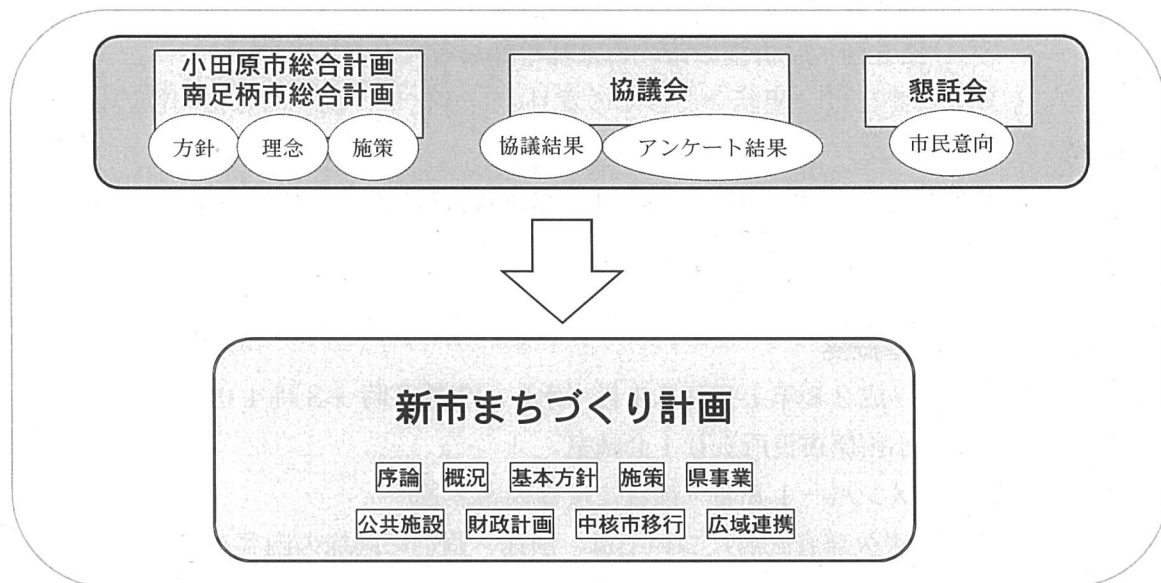 小田原市総合計画
南足柄市総合計画
方針 理念 施策
協議会
協議結果 アンケート結果
懇話会
市民意向
新市まちづくり計画
序論 概況 基本方針 施策 県事業
公共施設 財政計画 中核市移行 広域連携